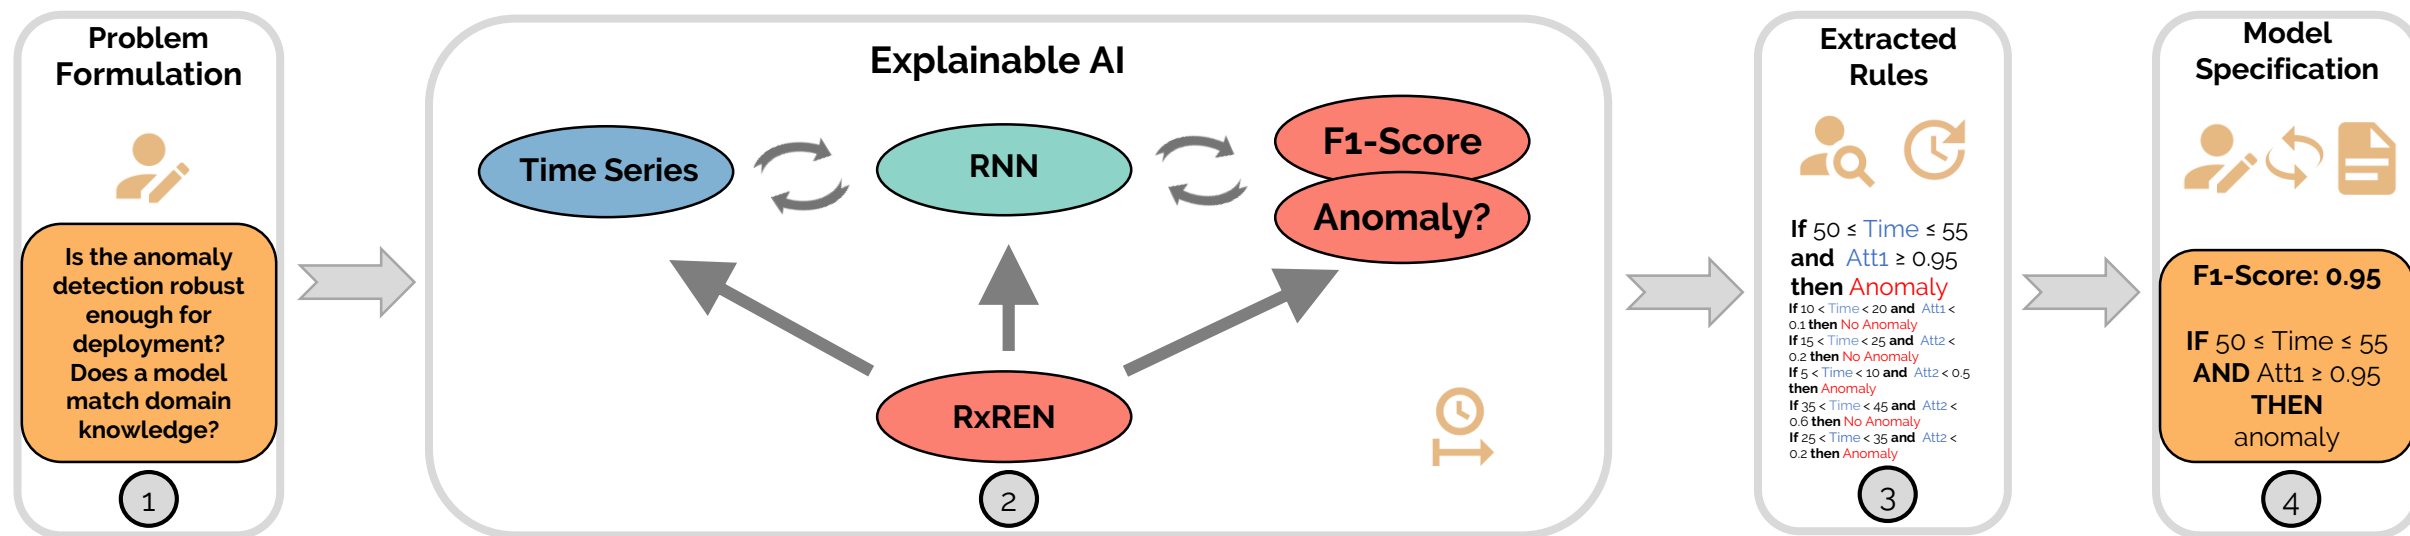 Problem
Formulation
Is the anomaly
detection robust
enough for
deployment?
Does a model
match domain
knowledge?
1
Explainable AI
Time Series
RNN
F1-Score
Anomaly?
RxREN
2
Extracted
Rules
If 50 ≤ Time ≤ 55
and Att1 ≥ 0.95
then Anomaly
If 10 < Time < 20 and Att1 <
0.1 then No Anomaly
If 15 < Time < 25 and Att2 <
0.2 then No Anomaly
If 5 < Time < 10 and Att2 < 0.5
then Anomaly
If 35 < Time < 45 and Att2 <
0.6 then No Anomaly
If 25 < Time < 35 and Att2 <
0.2 then Anomaly
3
Model
Specification
F1-Score: 0.95
IF 50 ≤ Time ≤ 55
AND Att1 ≥ 0.95
THEN
anomaly
4